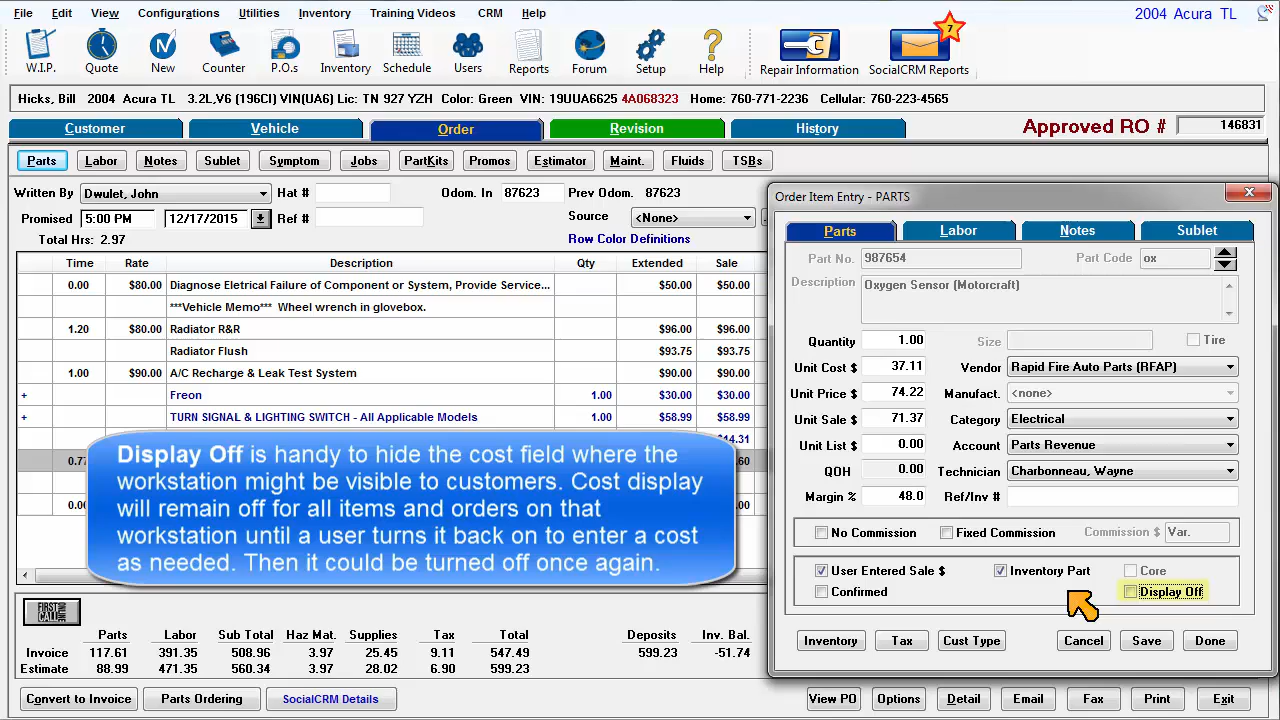 File Edit View Configurations Utilities Inventory Training Videos CRM Help 2004 Acura TL
7
W.I.P. Quote New Counter P.O.s Inventory Schedule Users Reports Forum Setup Help Repair Information SocialCRM Reports
Hicks, Bill 2004 Acura TL 3.2L,V6 (196CI) VIN(UA6) Lic: TN 927 YZH Color: Green VIN: 19UUA6625 4A068323 Home: 760-771-2236 Cellular: 760-223-4565
Customer Vehicle Order Revision History Approved RO # 146831
Parts Labor Notes Sublet Symptom Jobs PartKits Promos Estimator Maint. Fluids TSBs
Written By Dwulet, John Hat # Odom. In 87623 Prev Odom. 87623
Promised 5:00 PM 12/17/2015 Ref # Source <None>
Total Hrs: 2.97 Row Color Definitions
Time Rate Description Qty Extended Sale
0.00 $80.00 Diagnose Eletrical Failure of Component or System, Provide Service... $50.00 $50.00
***Vehicle Memo*** Wheel wrench in glovebox.
1.20 $80.00 Radiator R&R $96.00 $96.00
Radiator Flush $93.75 $93.75
1.00 $90.00 A/C Recharge & Leak Test System $90.00 $90.00
+ Freon 1.00 $30.00 $30.00
+ TURN SIGNAL & LIGHTING SWITCH - All Applicable Models 1.00 $58.99 $58.99
$14.31
0.7
.60
0.0
Display Off is handy to hide the cost field where the
workstation might be visible to customers. Cost display
will remain off for all items and orders on that
workstation until a user turns it back on to enter a cost
as needed. Then it could be turned off once again.
Order Item Entry - PARTS
Parts Labor Notes Sublet
Part No. 987654 Part Code ox
Description Oxygen Sensor (Motorcraft)
Quantity 1.00 Size Tire
Unit Cost $ 37.11 Vendor Rapid Fire Auto Parts (RFAP)
Unit Price $ 74.22 Manufact. <none>
Unit Sale $ 71.37 Category Electrical
Unit List $ 0.00 Account Parts Revenue
QOH 0.00 Technician Charbonneau, Wayne
Margin % 48.0 Ref/Inv #
No Commission Fixed Commission Commission $ Var.
User Entered Sale $ Inventory Part Core
Confirmed Display Off
Inventory Tax Cust Type Cancel Save Done
FIRST CALL
Parts Labor Sub Total Haz Mat. Supplies Tax Total Deposits Inv. Bal.
Invoice 117.61 391.35 508.96 3.97 25.45 9.11 547.49 599.23 -51.74
Estimate 88.99 471.35 560.34 3.97 28.02 6.90 599.23
Convert to Invoice Parts Ordering SocialCRM Details View PO Options Detail Email Fax Print Exit